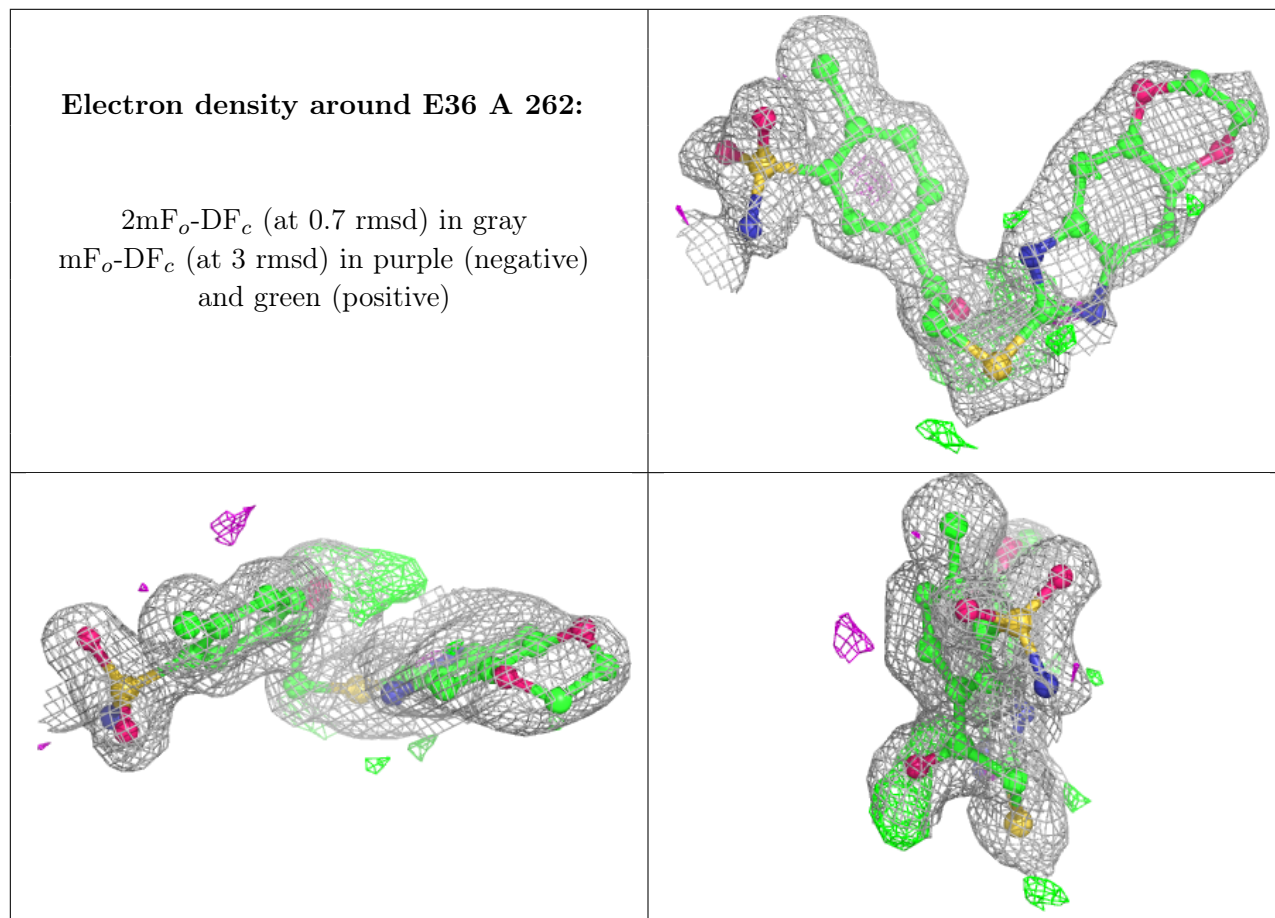 Electron density around E36 A 262:
2mFo-DFc (at 0.7 rmsd) in gray
mFo-DFc (at 3 rmsd) in purple (negative)
and green (positive)